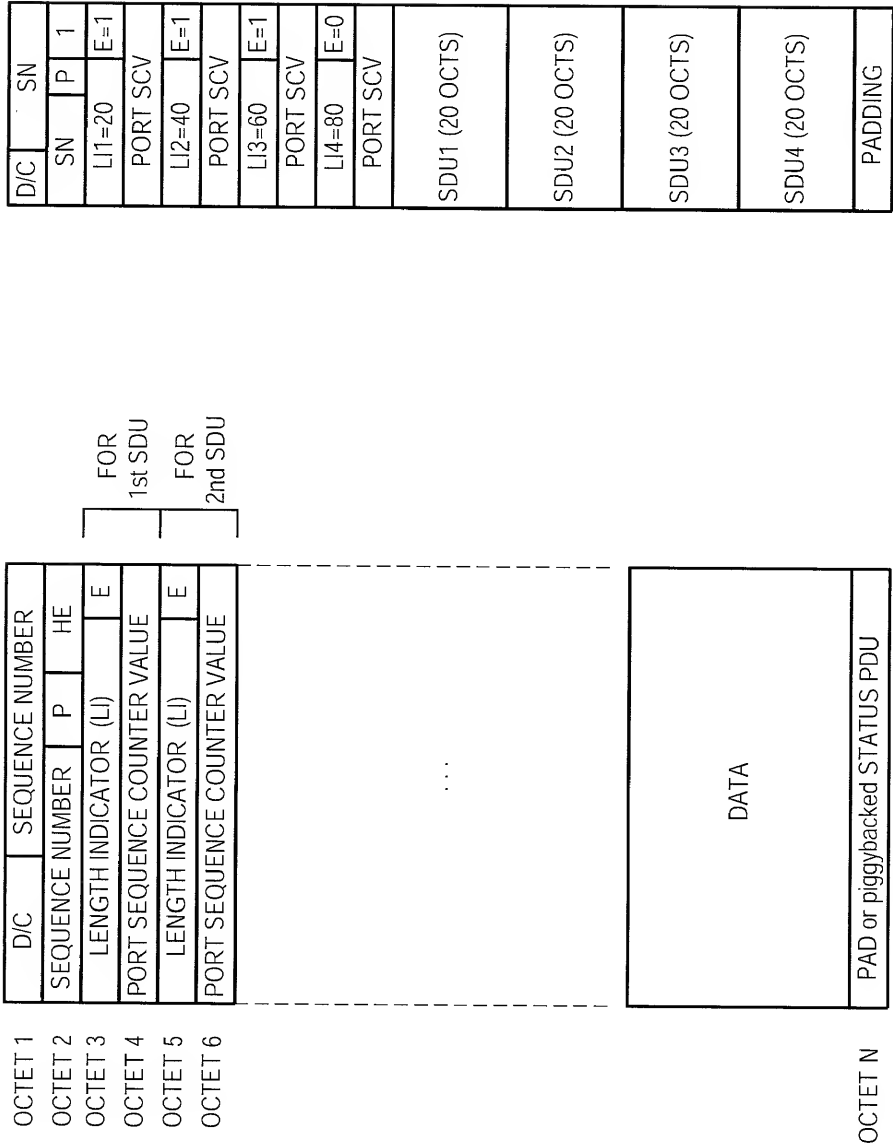 OCTET 1
D/C SEQUENCE NUMBER
OCTET 2
SEQUENCE NUMBER P HE
OCTET 3
LENGTH INDICATOR (LI) E
OCTET 4
PORT SEQUENCE COUNTER VALUE
FOR
1st SDU
OCTET 5
LENGTH INDICATOR (LI) E
OCTET 6
PORT SEQUENCE COUNTER VALUE
FOR
2nd SDU
...
DATA
OCTET N
PAD or piggybacked STATUS PDU
D/C SN
SN P 1
LI1=20 E=1
PORT SCV
LI2=40 E=1
PORT SCV
LI3=60 E=1
PORT SCV
LI4=80 E=0
PORT SCV
SDU1 (20 OCTS)
SDU2 (20 OCTS)
SDU3 (20 OCTS)
SDU4 (20 OCTS)
PADDING